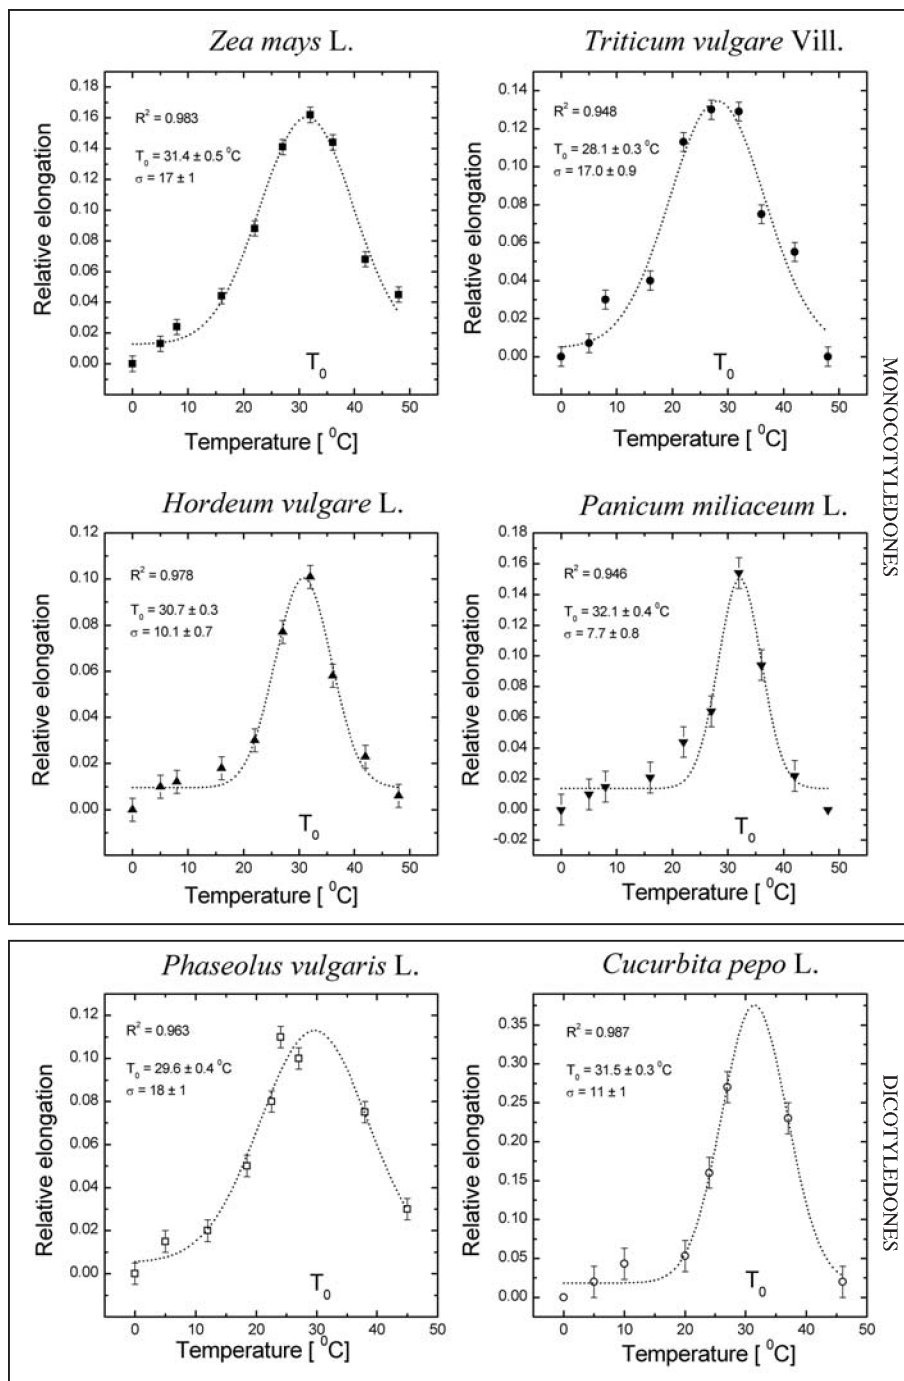 Zea mays L.
R² = 0.983
T₀ = 31.4 ± 0.5 ⁰C
σ = 17 ± 1
0.16
0.14
0.12
0.10
0.08
0.06
0.04
0.02
0.00
Relative elongation
T₀
0 10 20 30 40 50
Temperature [ ⁰C]
Triticum vulgare Vill.
R² = 0.948
T₀ = 28.1 ± 0.3 ⁰C
σ = 17.0 ± 0.9
0.14
0.12
0.10
0.08
0.06
0.04
0.02
0.00
Relative elongation
T₀
0 10 20 30 40 50
Temperature [ ⁰C]
Hordeum vulgare L.
R² = 0.978
T₀ = 30.7 ± 0.3
σ = 10.1 ± 0.7
0.12
0.10
0.08
0.06
0.04
0.02
0.00
Relative elongation
T₀
0 10 20 30 40 50
Temperature [ ⁰C]
Panicum miliaceum L.
R² = 0.946
T₀ = 32.1 ± 0.4 ⁰C
σ = 7.7 ± 0.8
0.18
0.16
0.14
0.12
0.10
0.08
0.06
0.04
0.02
0.00
-0.02
Relative elongation
T₀
0 10 20 30 40 50
Temperature [ ⁰C]
MONOCOTYLEDONES
Phaseolus vulgaris L.
R² = 0.963
T₀ = 29.6 ± 0.4 ⁰C
σ = 18 ± 1
0.12
0.10
0.08
0.06
0.04
0.02
0.00
Relative elongation
T₀
0 10 20 30 40 50
Temperature [ ⁰C]
Cucurbita pepo L.
R² = 0.987
T₀ = 31.5 ± 0.3 ⁰C
σ = 11 ± 1
0.35
0.30
0.25
0.20
0.15
0.10
0.05
0.00
Relative elongation
T₀
0 10 20 30 40 50
Temperature [ ⁰C]
DICOTYLEDONES